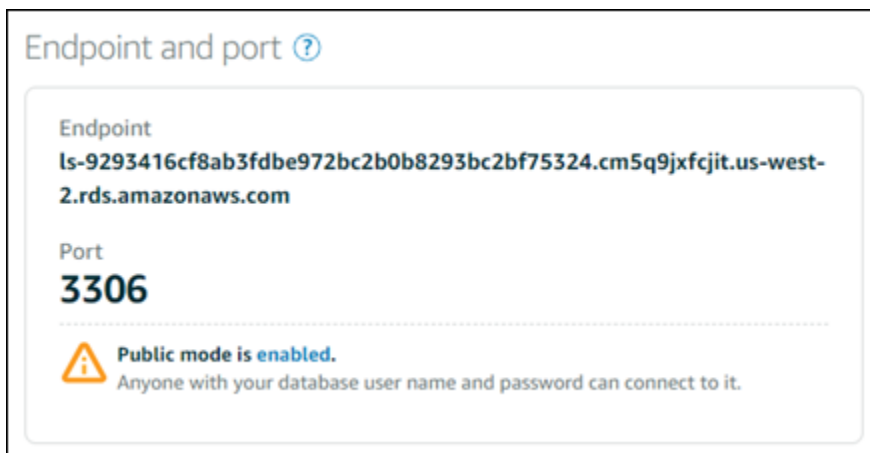 Endpoint and port ?
Endpoint
ls-9293416cf8ab3fdbe972bc2b0b8293bc2bf75324.cm5q9jxfcjit.us-west-
2.rds.amazonaws.com
Port
3306
Public mode is enabled.
Anyone with your database user name and password can connect to it.